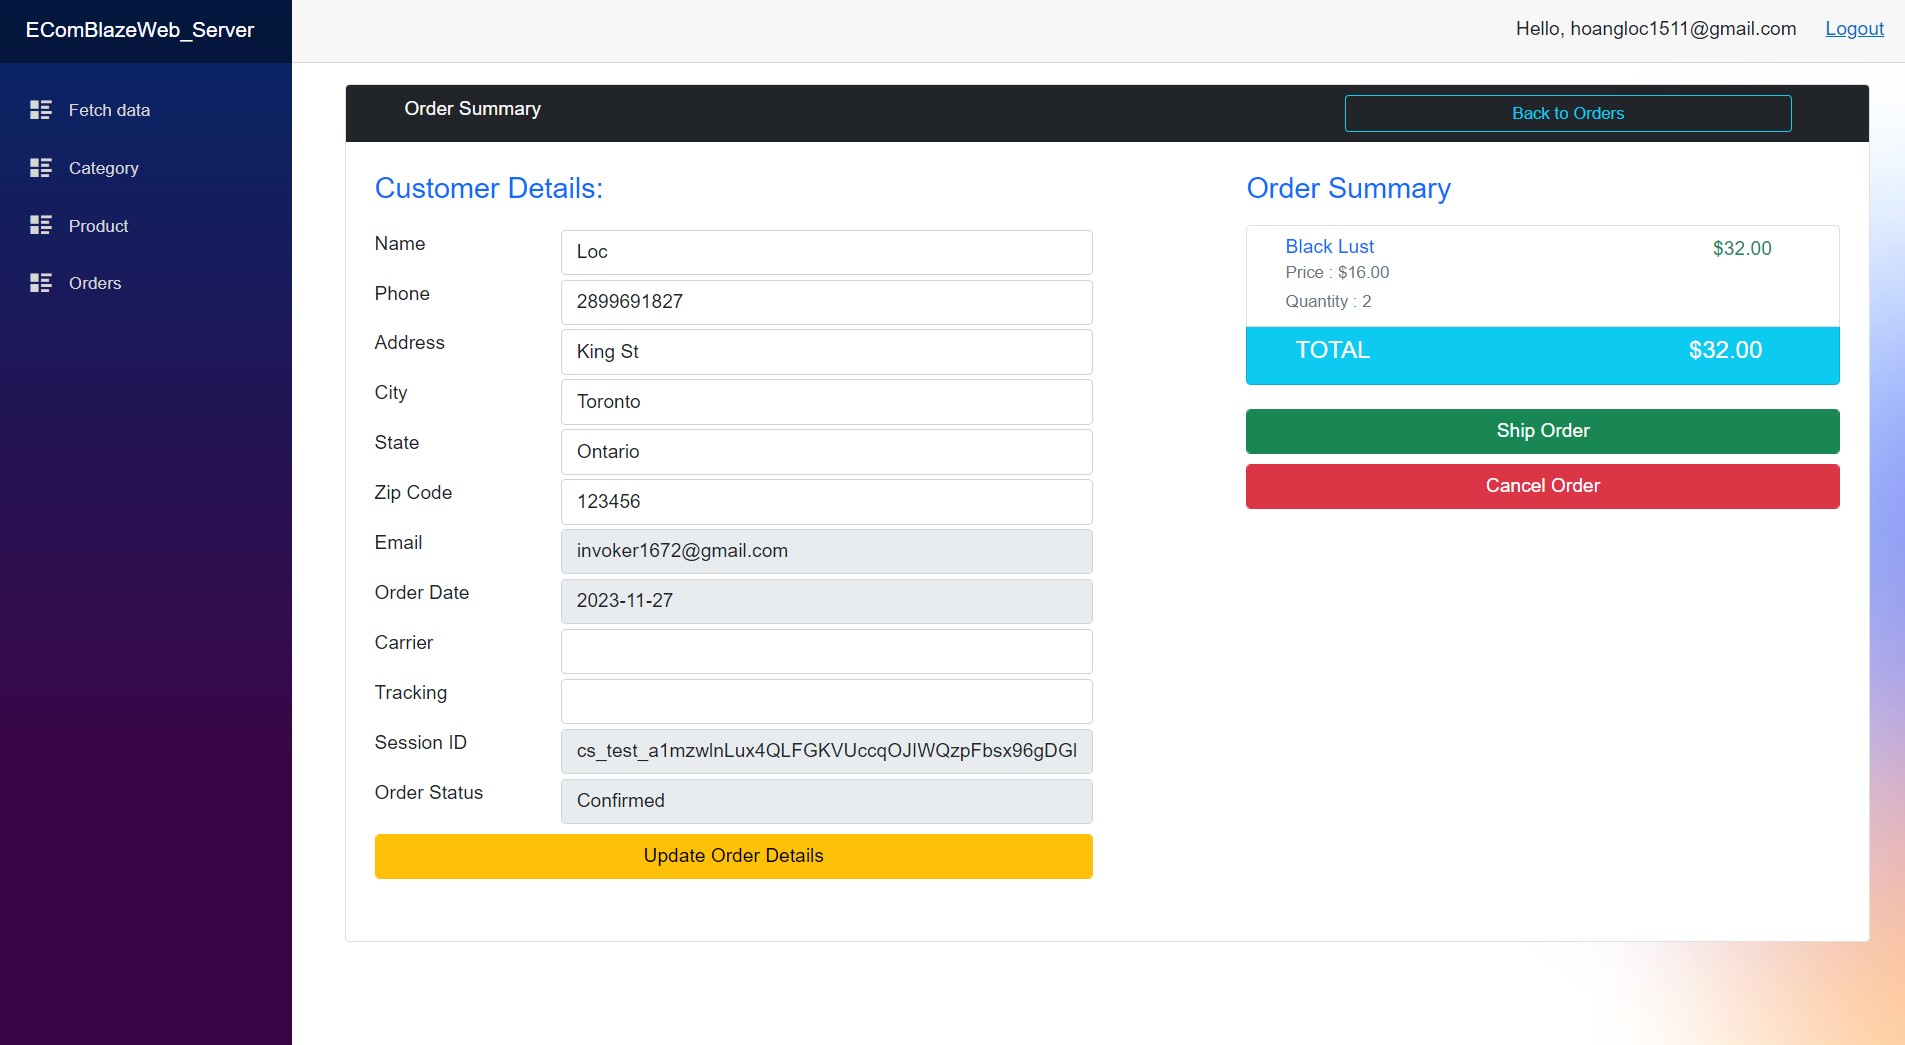 EComBlazeWeb_Server
Hello, hoangloc1511@gmail.com Logout
Fetch data
Category
Product
Orders
Order Summary
Back to Orders
Customer Details:
Name Loc
Phone 2899691827
Address King St
City Toronto
State Ontario
Zip Code 123456
Email invoker1672@gmail.com
Order Date 2023-11-27
Carrier
Tracking
Session ID
Order Status Confirmed
Update Order Details
Order Summary
Black Lust $32.00
Price : $16.00
Quantity : 2
TOTAL $32.00
Ship Order
Cancel Order